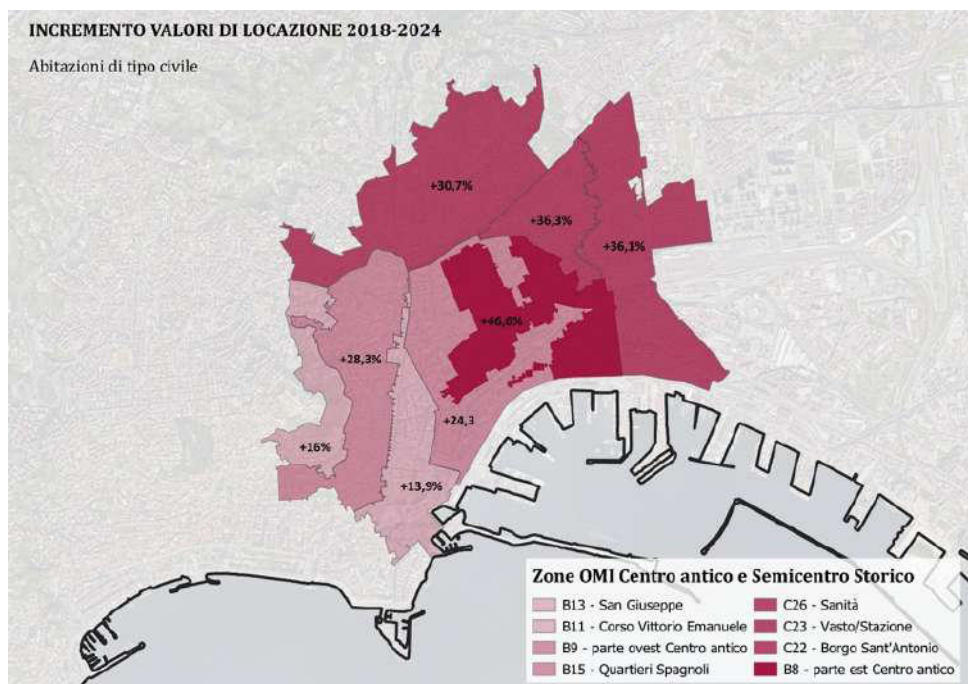 INCREMENTO VALORI DI LOCAZIONE 2018-2024
Abitazioni di tipo civile
+30,7%
+36,3%
+36,1%
+46,6%
+28,3%
+24,3
+16%
+13,9%
Zone OMI Centro antico e Semicentro Storico
B13 - San Giuseppe
B11 - Corso Vittorio Emanuele
B9 - parte ovest Centro antico
B15 - Quartieri Spagnoli
C26 - Sanità
C23 - Vasto/Stazione
C22 - Borgo Sant'Antonio
B8 - parte est Centro antico